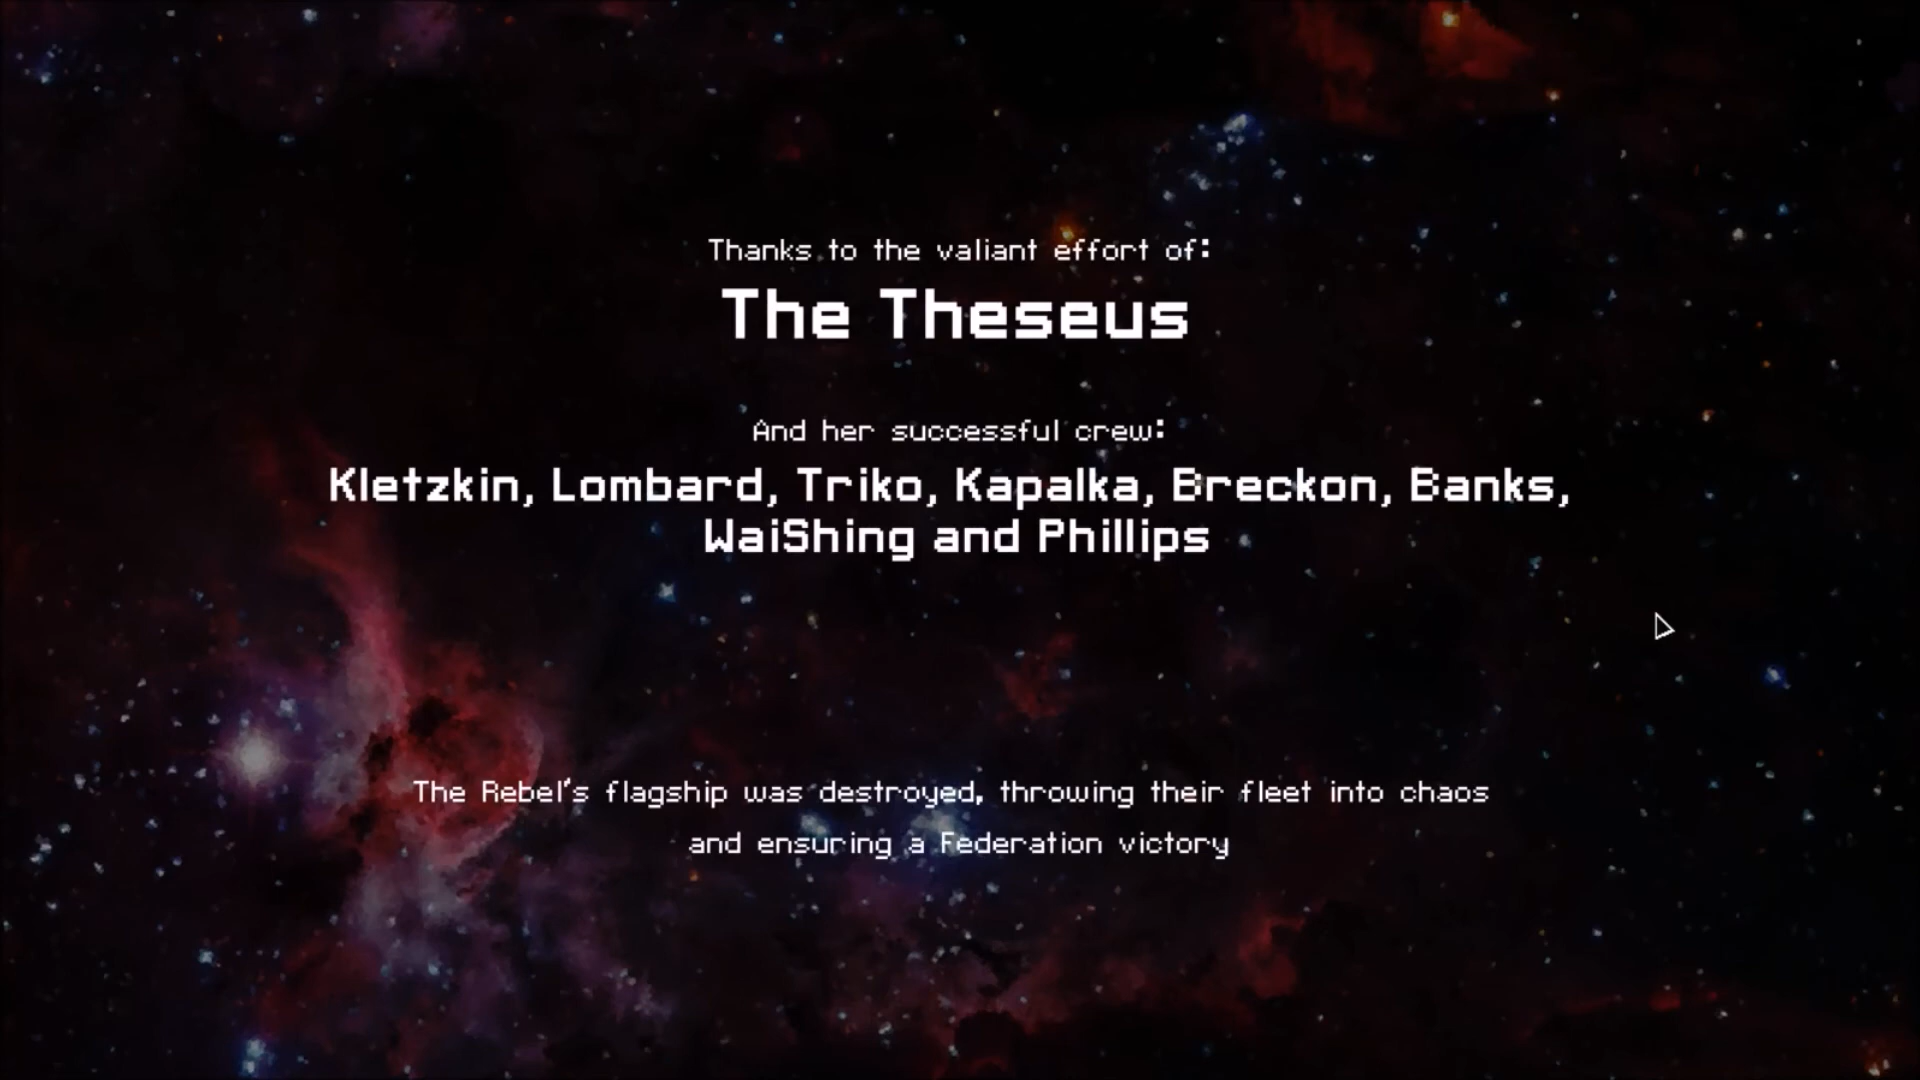 Thanks to the valiant effort of:
The Theseus
And her successful crew:
Kletzkin, Lombard, Triko, Kapalka, Breckon, Banks,
WaiShing and Phillips
The Rebel's flagship was destroyed, throwing their fleet into chaos
and ensuring a Federation victory